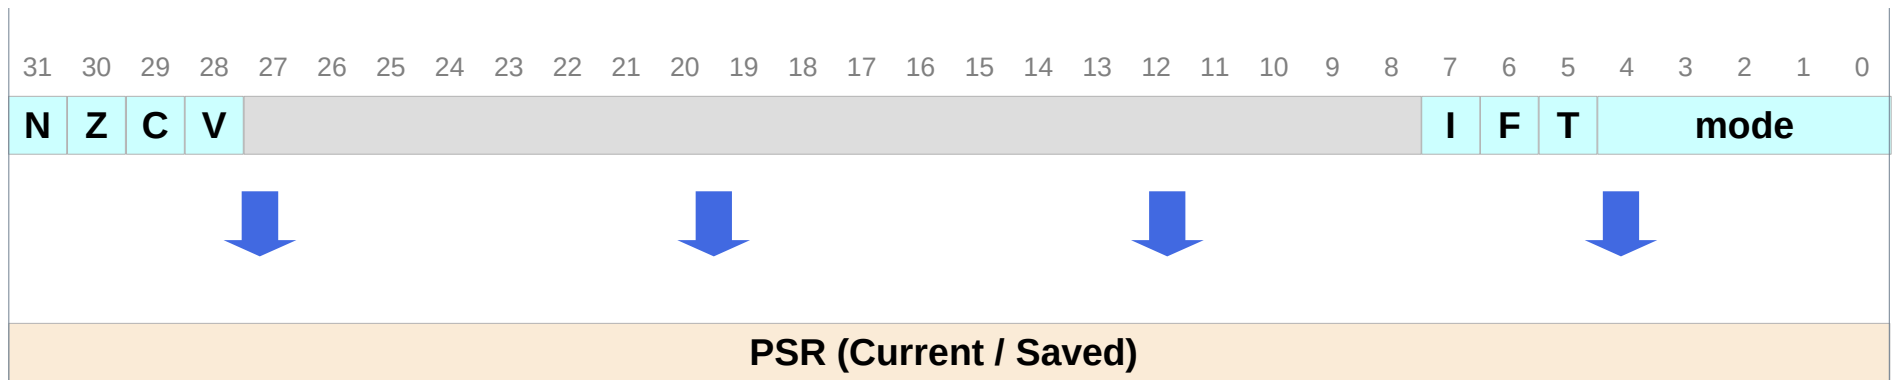 31 30 29 28 27 26 25 24 23 22 21 20 19 18 17 16 15 14 13 12 11 10 9 8 7 6 5 4 3 2 1 0
N Z C V I F T mode
PSR (Current / Saved)